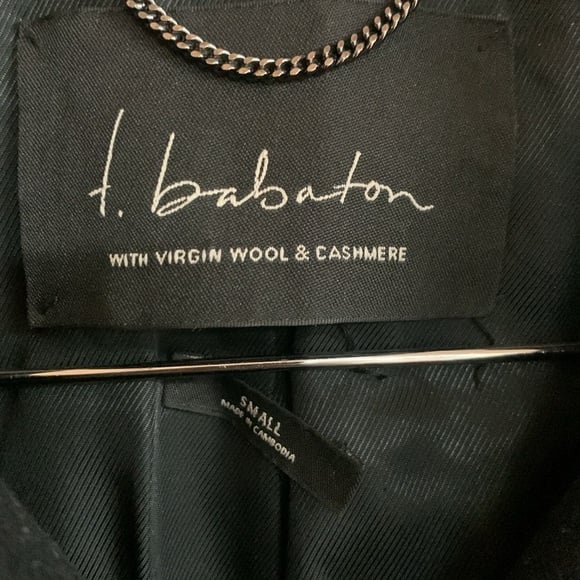 t. babaton
WITH VIRGIN WOOL & CASHMERE
SMALL
MADE IN CAMBODIA